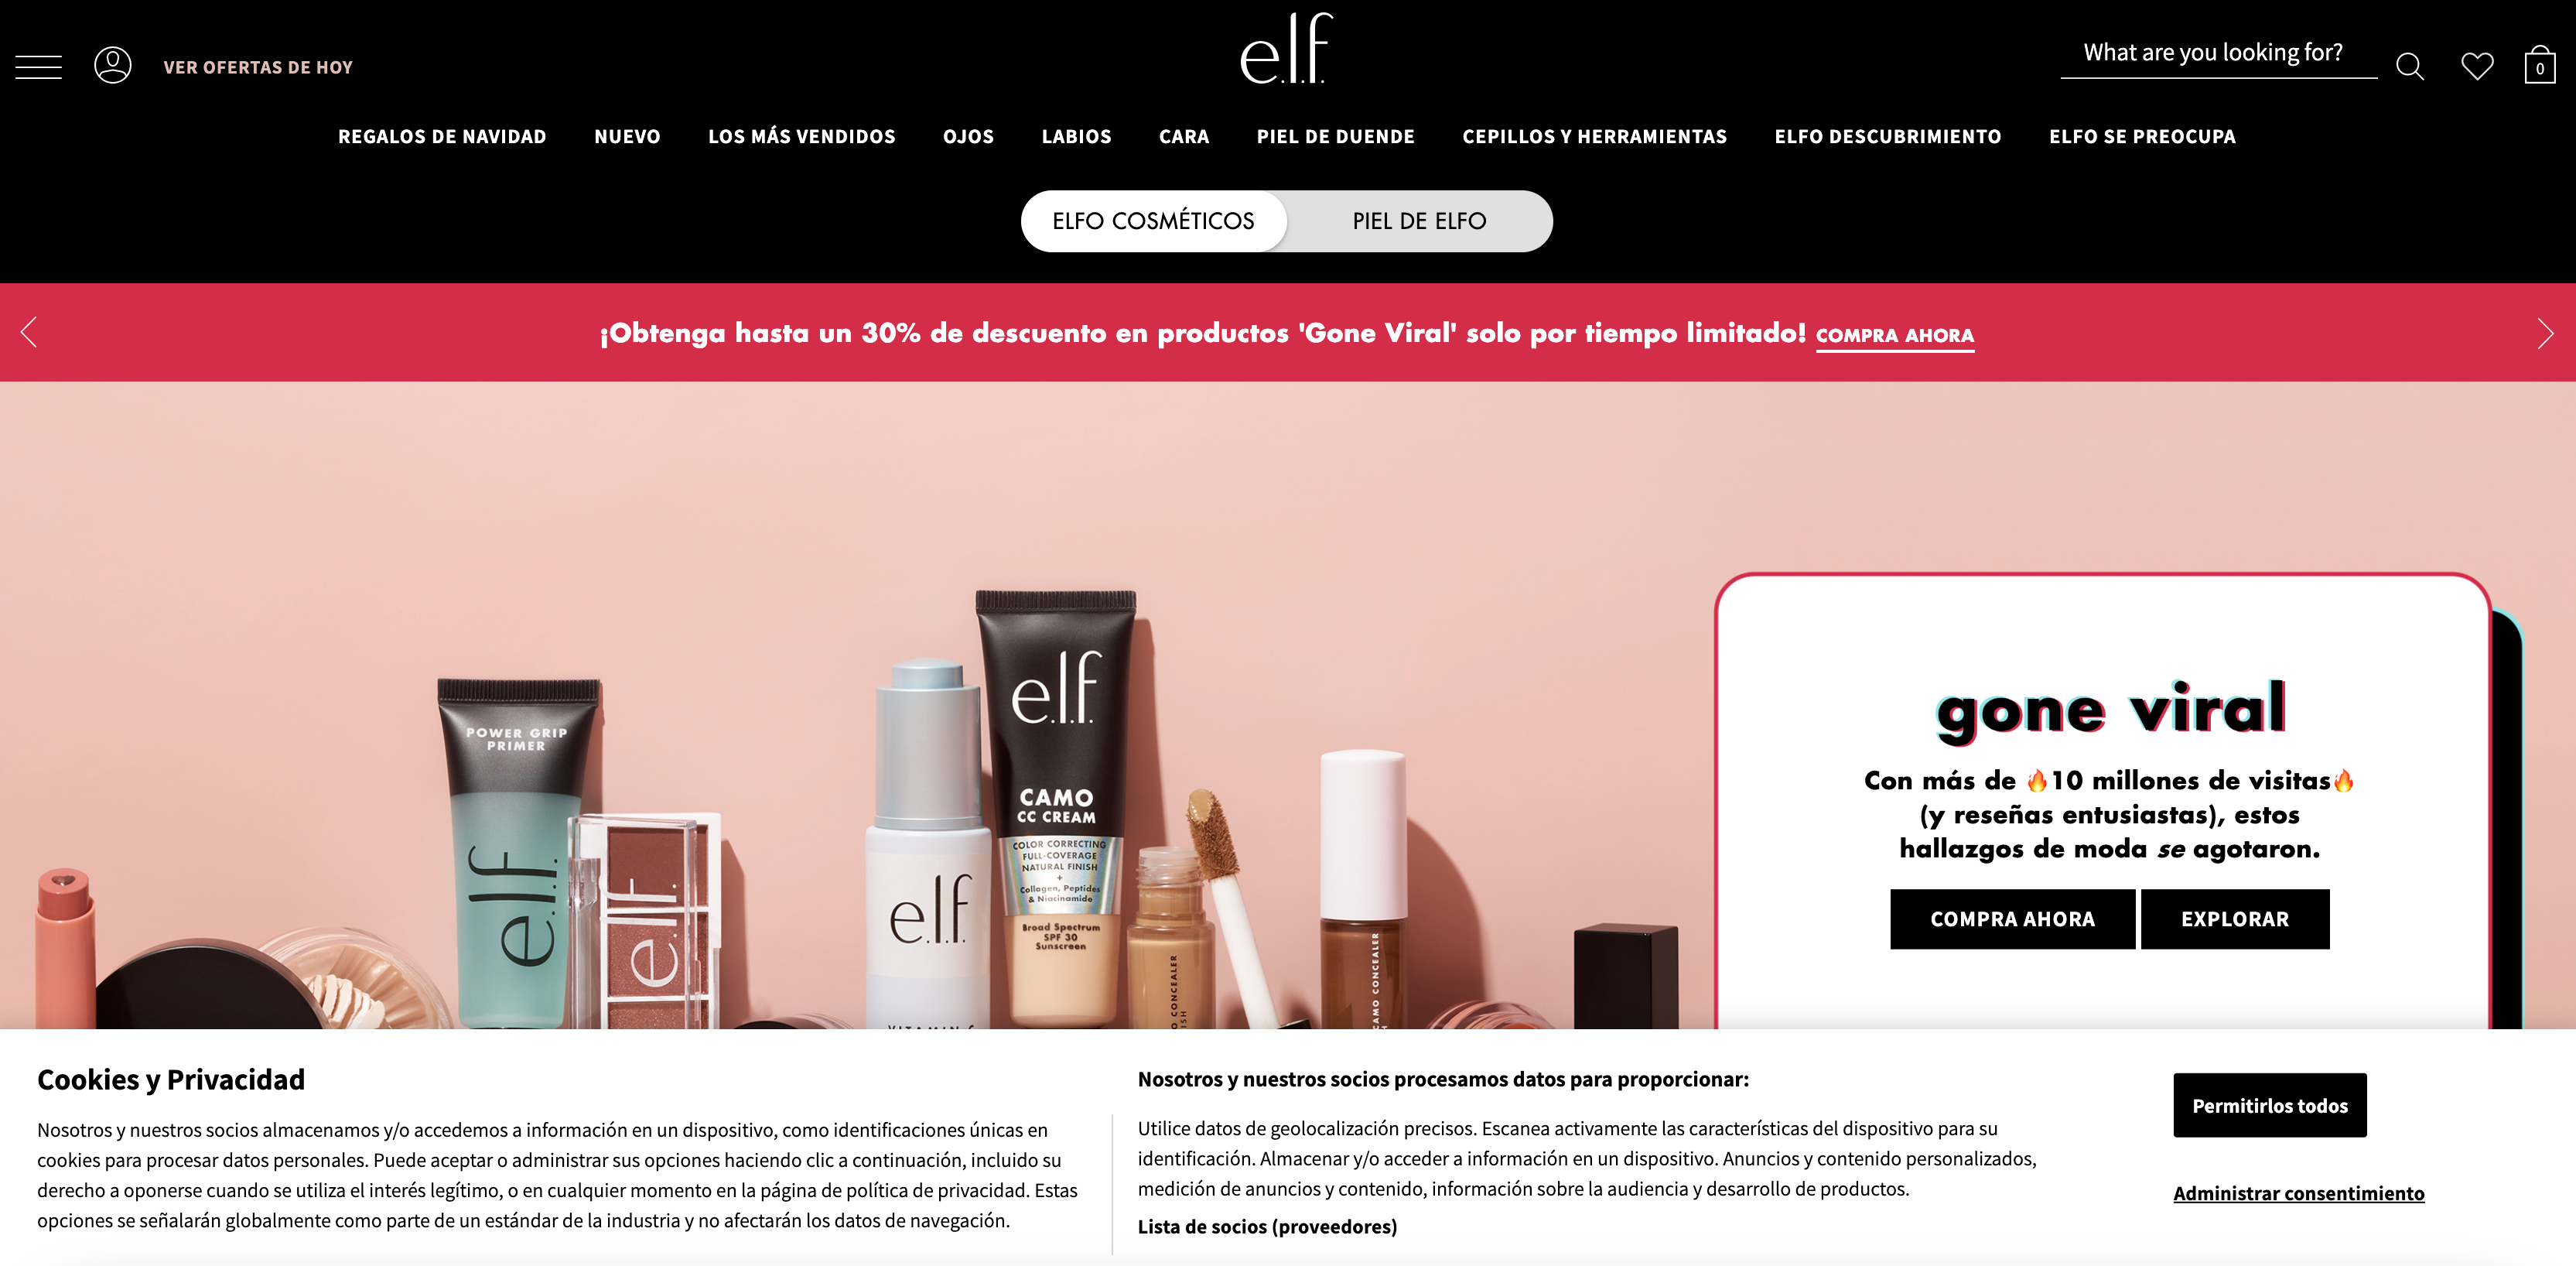 VER OFERTAS DE HOY
e.l.f.
What are you looking for?
0
REGALOS DE NAVIDAD NUEVO LOS MÁS VENDIDOS OJOS LABIOS CARA PIEL DE DUENDE CEPILLOS Y HERRAMIENTAS ELFO DESCUBRIMIENTO ELFO SE PREOCUPA
ELFO COSMÉTICOS PIEL DE ELFO
¡Obtenga hasta un 30% de descuento en productos 'Gone Viral' solo por tiempo limitado! COMPRA AHORA
POWER GRIP
PRIMER
e.l.f.
e.l.f.
e.l.f.
e.l.f.
CAMO
CC CREAM
COLOR CORRECTING
FULL-COVERAGE
NATURAL FINISH
+
Collagen, Peptides
& Niacinamide
Broad Spectrum
SPF 30
Sunscreen
CONCEALER
CAMO CONCEALER
gone viral
Con más de 🔥10 millones de visitas🔥
(y reseñas entusiastas), estos
hallazgos de moda se agotaron.
COMPRA AHORA EXPLORAR
Cookies y Privacidad
Nosotros y nuestros socios almacenamos y/o accedemos a información en un dispositivo, como identificaciones únicas en
cookies para procesar datos personales. Puede aceptar o administrar sus opciones haciendo clic a continuación, incluido su
derecho a oponerse cuando se utiliza el interés legítimo, o en cualquier momento en la página de política de privacidad. Estas
opciones se señalarán globalmente como parte de un estándar de la industria y no afectarán los datos de navegación.
Nosotros y nuestros socios procesamos datos para proporcionar:
Utilice datos de geolocalización precisos. Escanea activamente las características del dispositivo para su
identificación. Almacenar y/o acceder a información en un dispositivo. Anuncios y contenido personalizados,
medición de anuncios y contenido, información sobre la audiencia y desarrollo de productos.
Lista de socios (proveedores)
Permitirlos todos
Administrar consentimiento